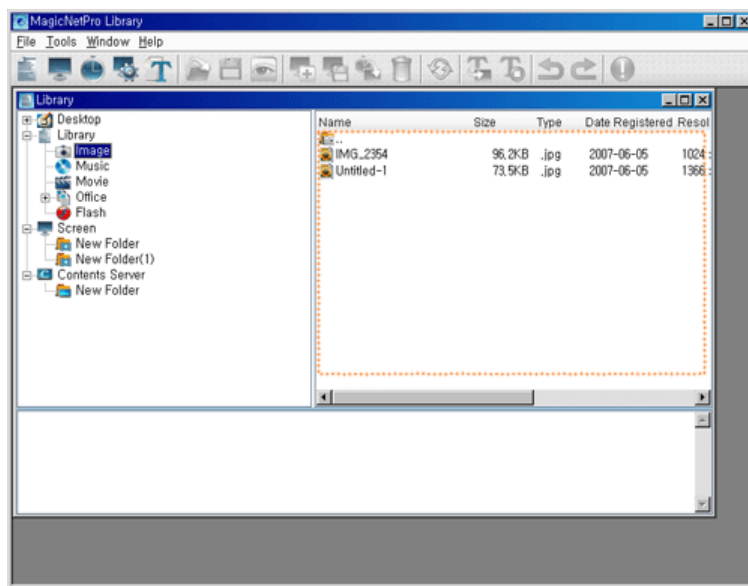 MagicNetPro Library
File Tools Window Help
Library
Desktop
Library
Image
Music
Movie
Office
Flash
Screen
New Folder
New Folder(1)
Contents Server
New Folder
Name Size Type Date Registered Resol
..
IMG_2354 96,2KB .jpg 2007-06-05 1024
Untitled-1 73,5KB .jpg 2007-06-05 1366